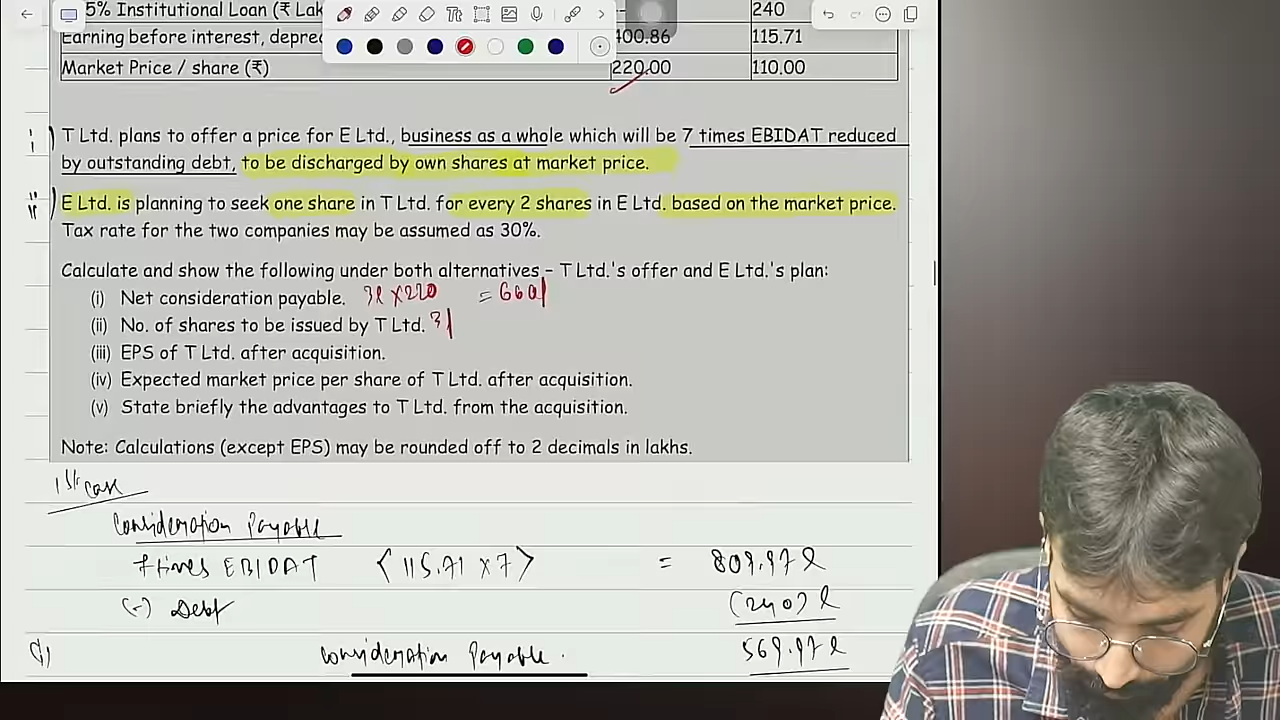 5% Institutional Loan (₹ Lak 240
Earning before interest, deprec 400.86 115.71
Market Price / share (₹) 220.00 110.00
i) T Ltd. plans to offer a price for E Ltd., business as a whole which will be 7 times EBIDAT reduced
by outstanding debt, to be discharged by own shares at market price.
ii) E Ltd. is planning to seek one share in T Ltd. for every 2 shares in E Ltd. based on the market price.
Tax rate for the two companies may be assumed as 30%.
Calculate and show the following under both alternatives – T Ltd.'s offer and E Ltd.'s plan:
(i) Net consideration payable. 3l×220 = 660l
(ii) No. of shares to be issued by T Ltd. 3l
(iii) EPS of T Ltd. after acquisition.
(iv) Expected market price per share of T Ltd. after acquisition.
(v) State briefly the advantages to T Ltd. from the acquisition.
Note: Calculations (except EPS) may be rounded off to 2 decimals in lakhs.
1st case
Consideration Payable
7 times EBIDAT <115.71 × 7> = 809.97 l
(-) Debt (240) l
Consideration Payable. 569.97 l